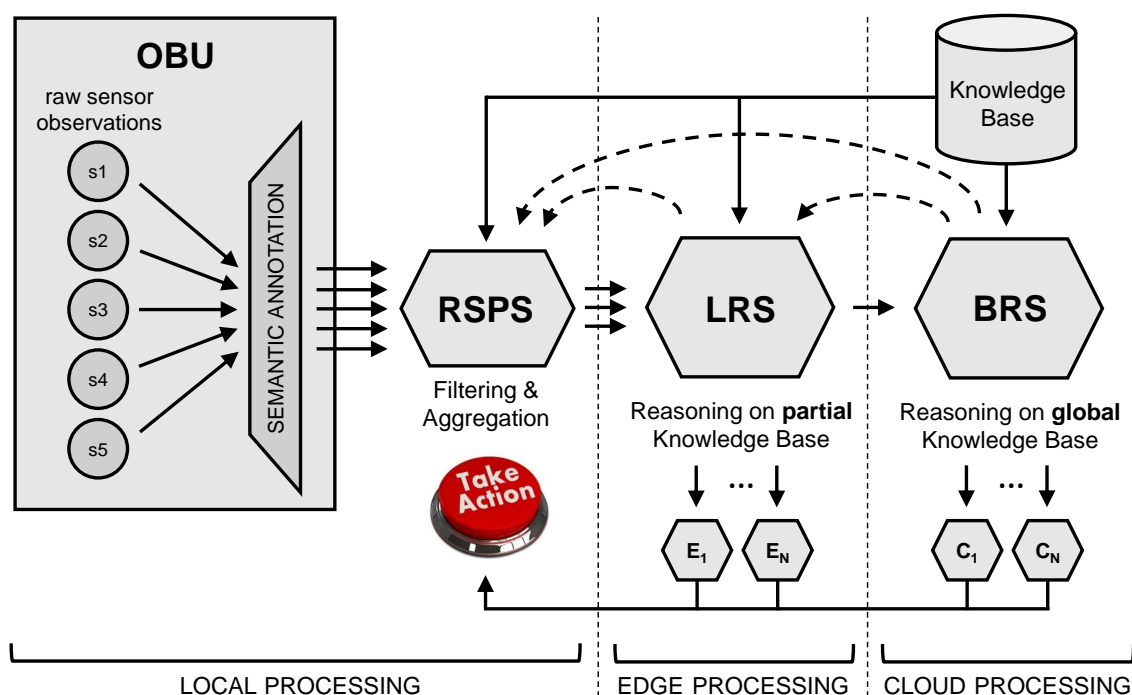 OBU
raw sensor
observations
s1
s2
s3
s4
s5
SEMANTIC ANNOTATION
RSPS
Filtering &
Aggregation
Take
Action
Knowledge
Base
LRS
Reasoning on partial
Knowledge Base
...
E1
EN
BRS
Reasoning on global
Knowledge Base
...
C1
CN
LOCAL PROCESSING
EDGE PROCESSING
CLOUD PROCESSING